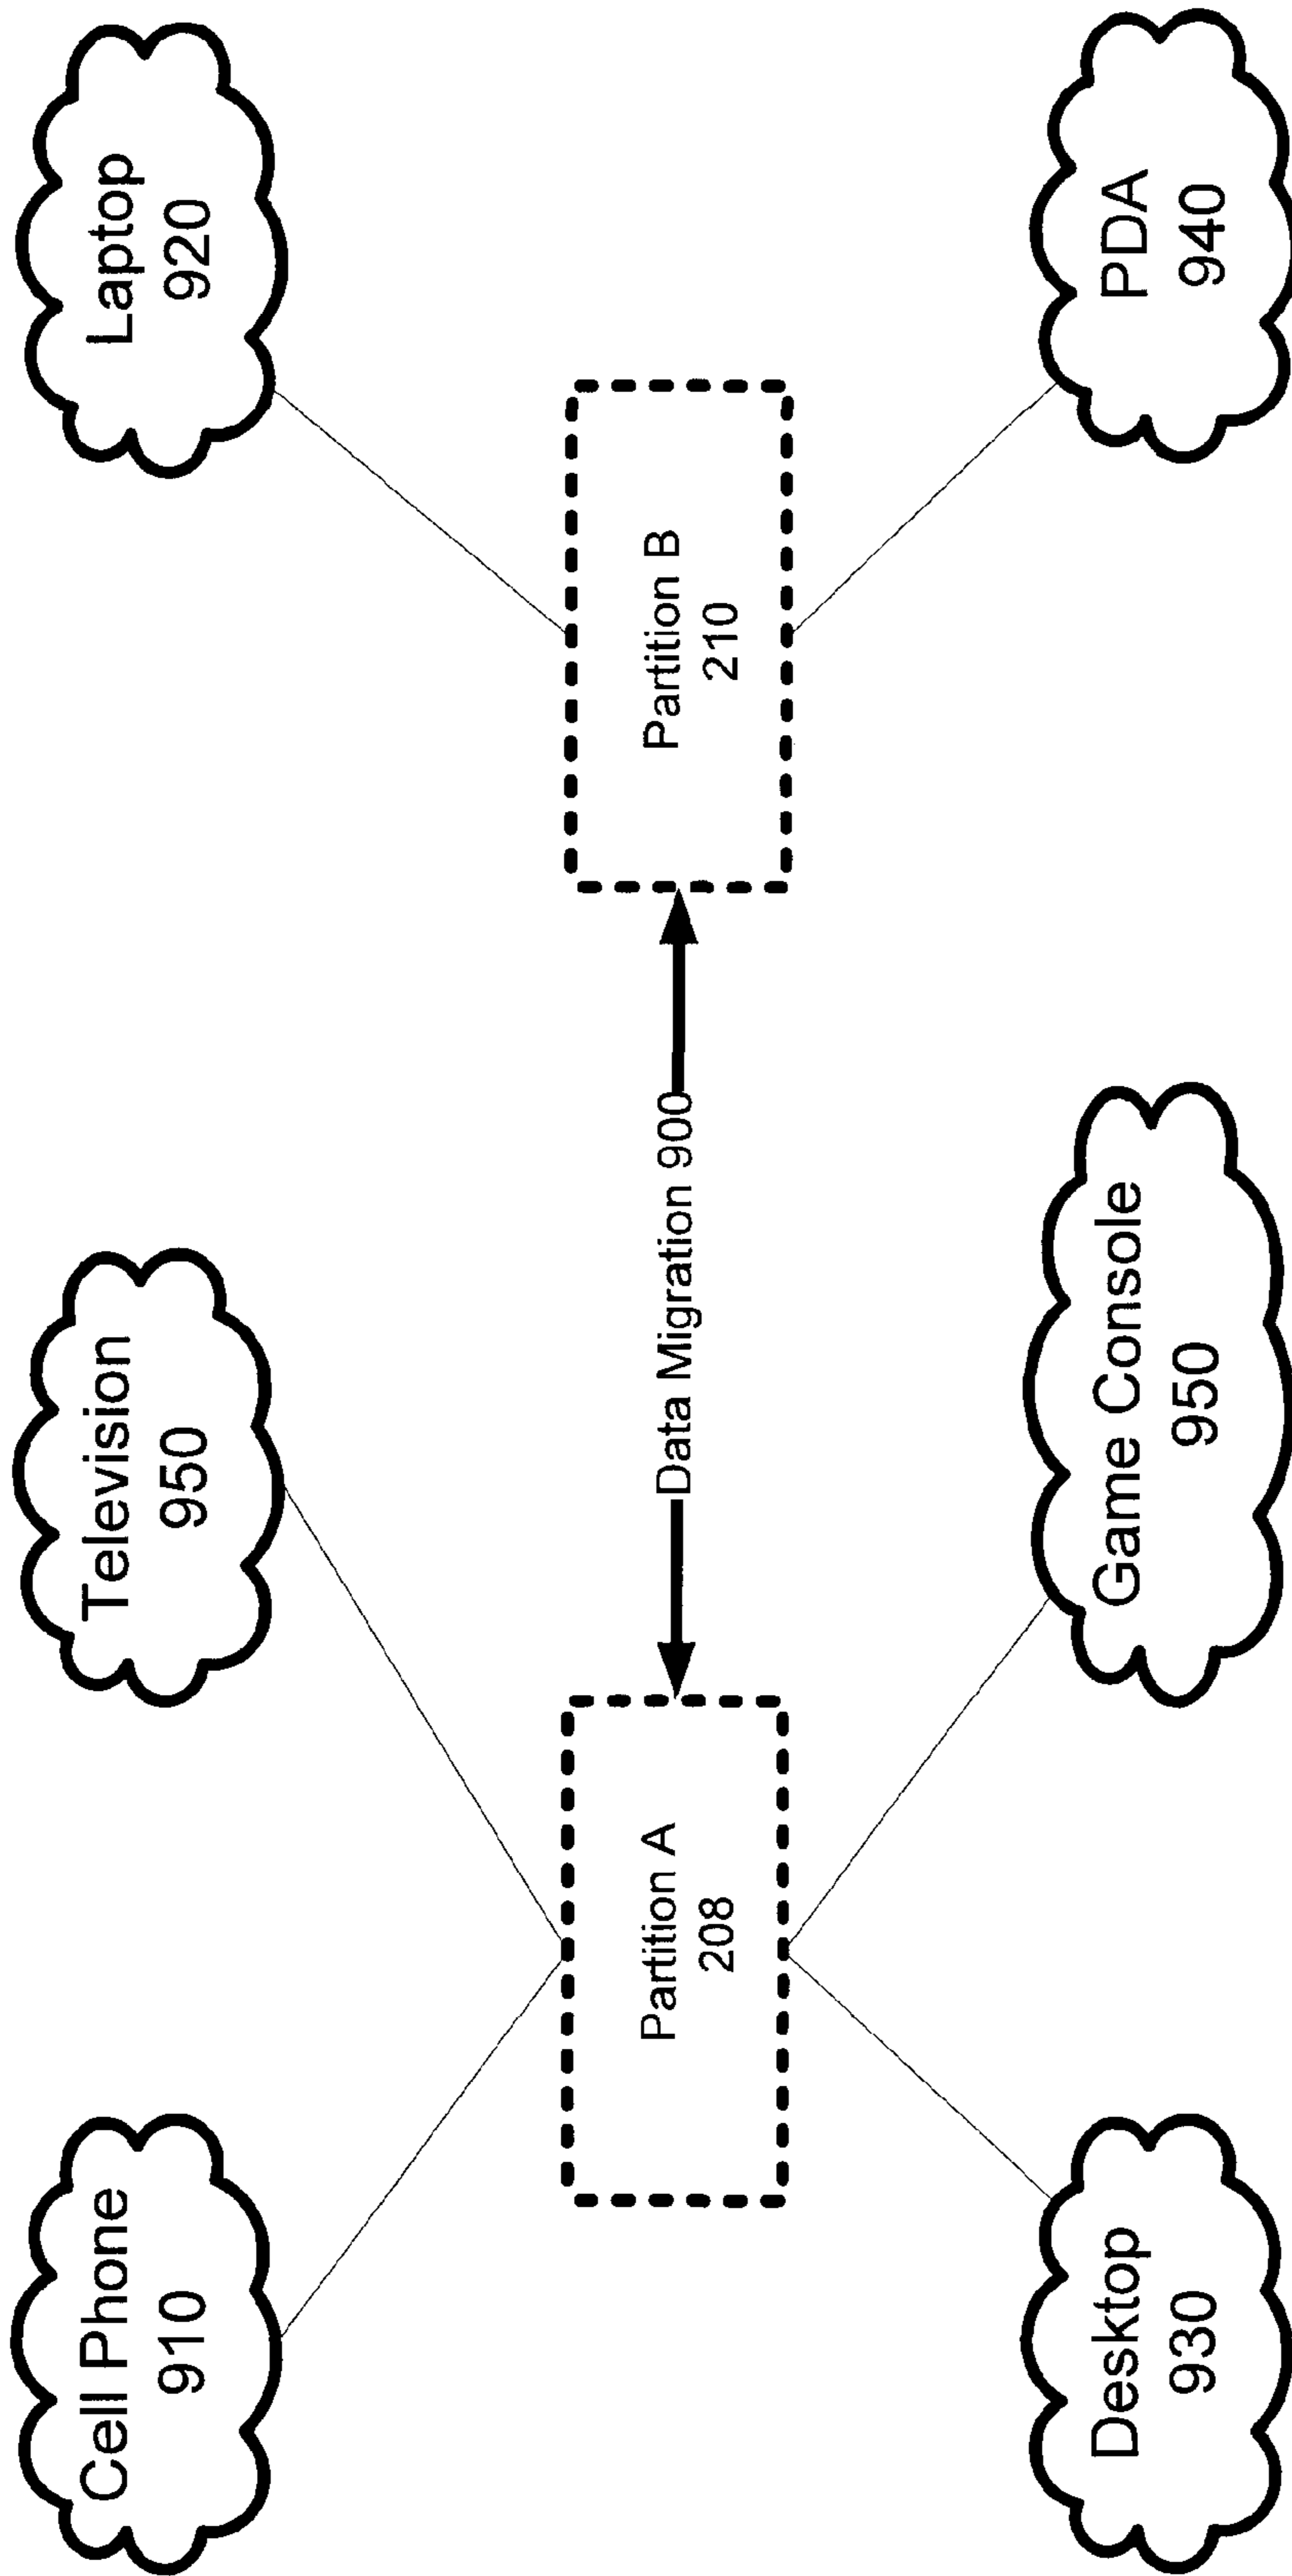 Cell Phone
910
Television
950
Laptop
920
Partition A
208
Data Migration 900
Partition B
210
Desktop
930
Game Console
950
PDA
940